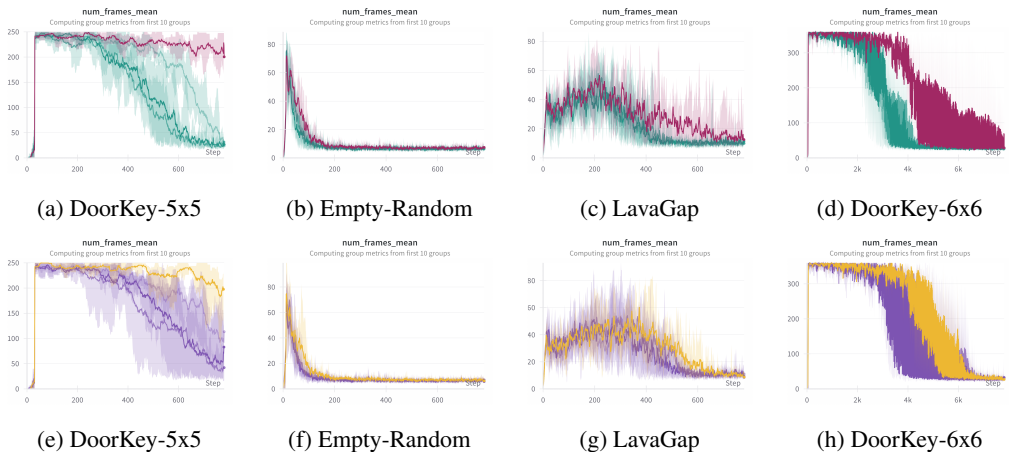 num_frames_mean num_frames_mean num_frames_mean num_frames_mean
Computing group metrics from first 10 groups Computing group metrics from first 10 groups Computing group metrics from first 10 groups Computing group metrics from first 10 groups
250
200
150
100
50
0
0 200 400 600
Step
80
60
40
20
0
0 200 400 600
Step
80
60
40
20
0
200 400 600
Step
300
200
100
0
2k 4k 6k
Step
(a) DoorKey-5x5 (b) Empty-Random (c) LavaGap (d) DoorKey-6x6
num_frames_mean num_frames_mean num_frames_mean num_frames_mean
Computing group metrics from first 10 groups Computing group metrics from first 10 groups Computing group metrics from first 10 groups Computing group metrics from first 10 groups
250
200
150
100
50
0
0 200 400 600
Step
80
60
40
20
0
0 200 400 600
Step
80
60
40
20
0
200 400 600
Step
300
200
100
0
2k 4k 6k
Step
(e) DoorKey-5x5 (f) Empty-Random (g) LavaGap (h) DoorKey-6x6